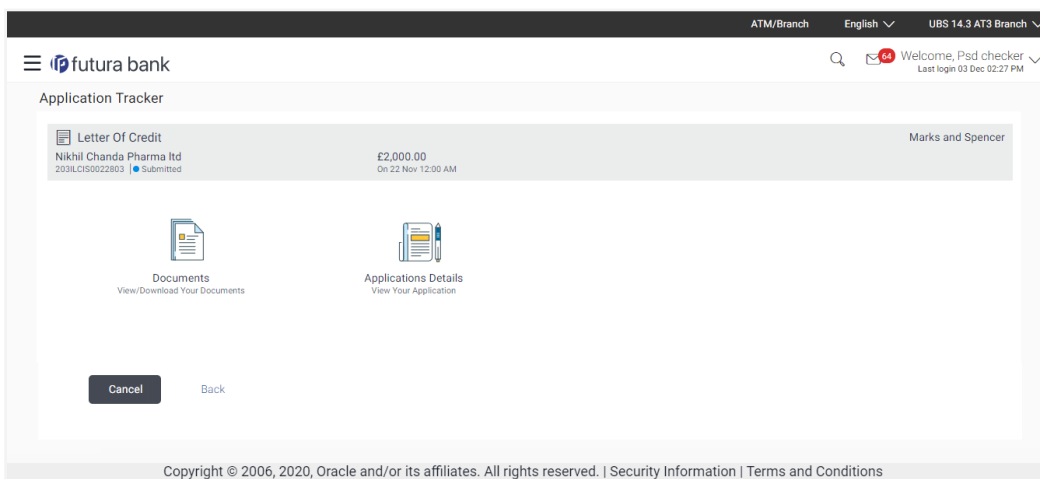 ATM/Branch English UBS 14.3 AT3 Branch
futura bank
64
Welcome, Psd checker
Last login 03 Dec 02:27 PM
Application Tracker
Letter Of Credit
Marks and Spencer
Nikhil Chanda Pharma ltd £2,000.00
203ILCIS0022803 | Submitted On 22 Nov 12:00 AM
Documents Applications Details
View/Download Your Documents View Your Application
Cancel Back
Copyright © 2006, 2020, Oracle and/or its affiliates. All rights reserved. | Security Information | Terms and Conditions